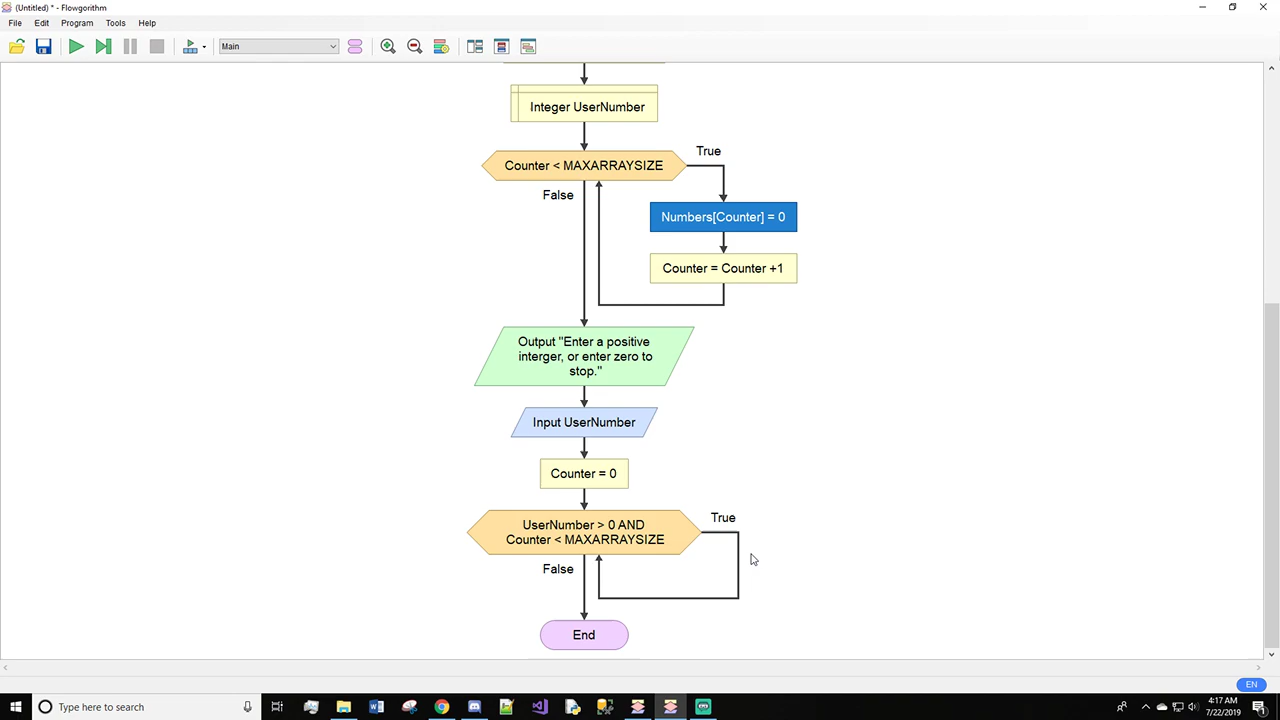 (Untitled) * - Flowgorithm
File Edit Program Tools Help
Main
Integer UserNumber
Counter < MAXARRAYSIZE
True
False
Numbers[Counter] = 0
Counter = Counter +1
Output "Enter a positive
interger, or enter zero to
stop."
Input UserNumber
Counter = 0
UserNumber > 0 AND
Counter < MAXARRAYSIZE
True
False
End
EN
Type here to search
4:17 AM
7/22/2019
1